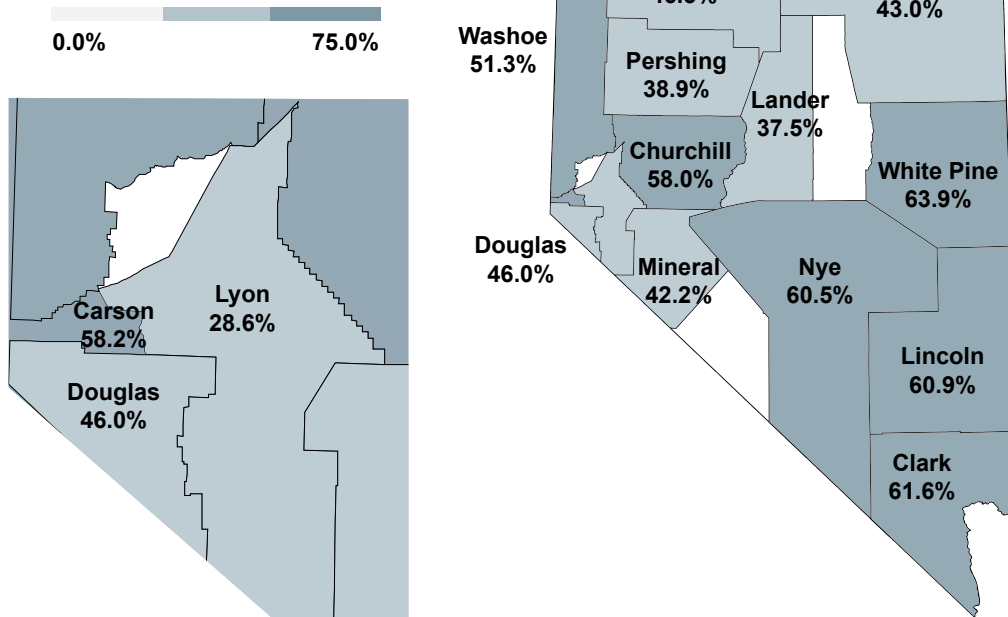 0.0% 75.0%
Carson
58.2%
Lyon
28.6%
Douglas
46.0%
43.0%
Washoe
51.3%
Pershing
38.9%
Lander
37.5%
Churchill
58.0%
White Pine
63.9%
Douglas
46.0%
Mineral
42.2%
Nye
60.5%
Lincoln
60.9%
Clark
61.6%